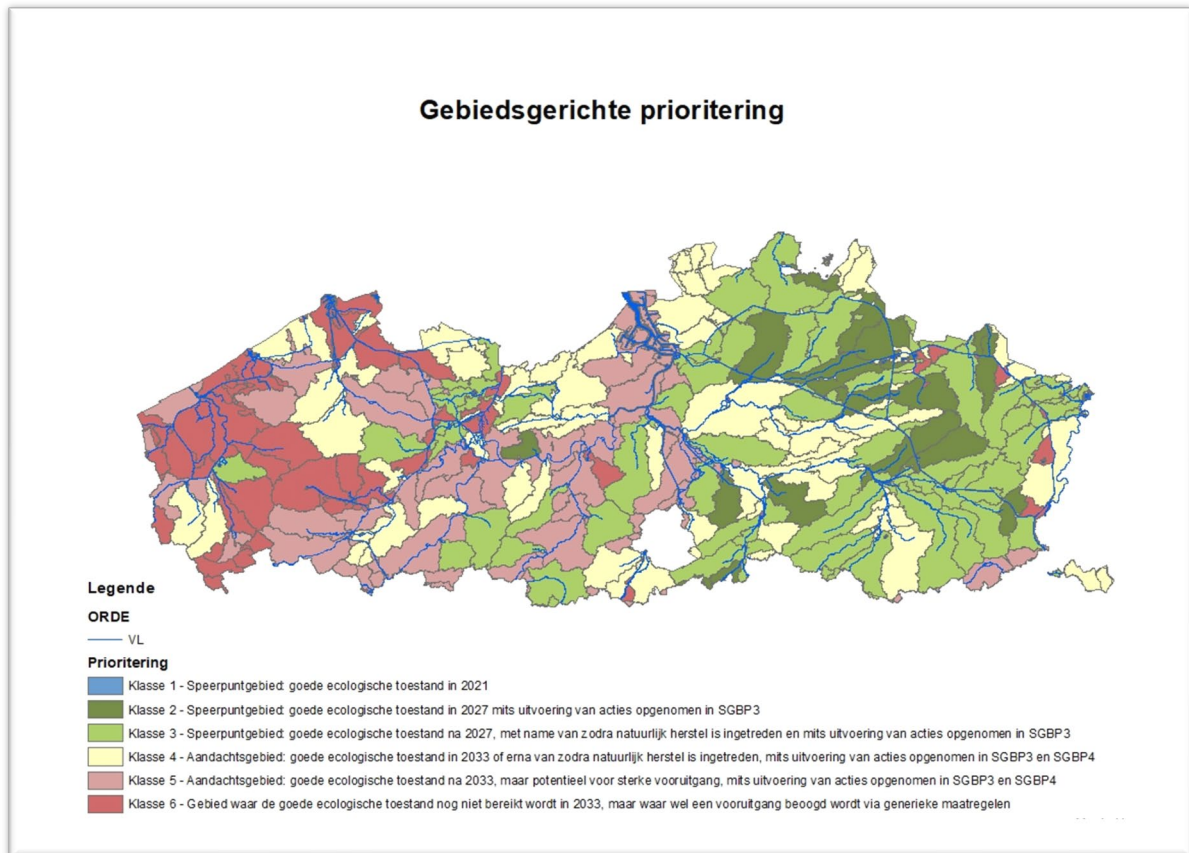 Gebiedsgerichte prioritering
Legende
ORDE
VL
Prioritering
Klasse 1 - Speerpuntgebied: goede ecologische toestand in 2021
Klasse 2 - Speerpuntgebied: goede ecologische toestand in 2027 mits uitvoering van acties opgenomen in SGBP3
Klasse 3 - Speerpuntgebied: goede ecologische toestand na 2027, met name van zodra natuurlijk herstel is ingetreden en mits uitvoering van acties opgenomen in SGBP3
Klasse 4 - Aandachtsgebied: goede ecologische toestand in 2033 of erna van zodra natuurlijk herstel is ingetreden, mits uitvoering van acties opgenomen in SGBP3 en SGBP4
Klasse 5 - Aandachtsgebied: goede ecologische toestand na 2033, maar potentieel voor sterke vooruitgang, mits uitvoering van acties opgenomen in SGBP3 en SGBP4
Klasse 6 - Gebied waar de goede ecologische toestand nog niet bereikt wordt in 2033, maar waar wel een vooruitgang beoogd wordt via generieke maatregelen